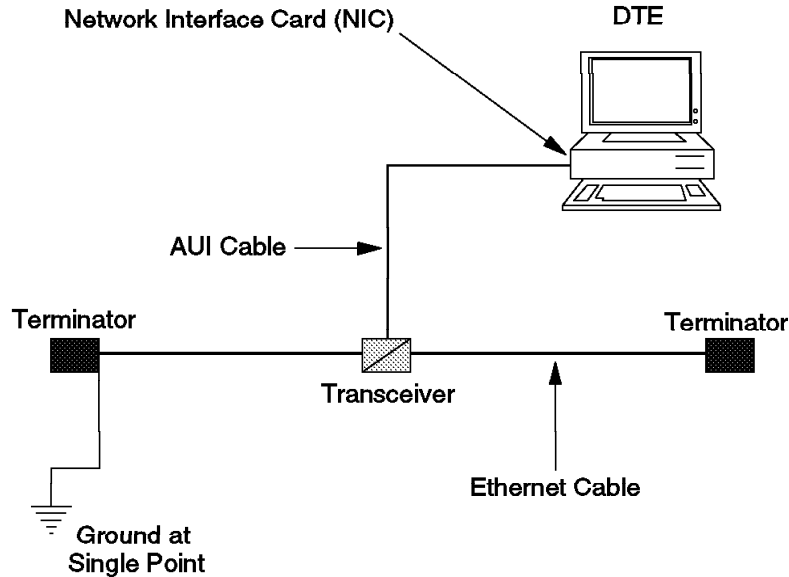 Network Interface Card (NIC)
DTE
AUI Cable
Terminator
Terminator
Transceiver
Ethernet Cable
Ground at
Single Point